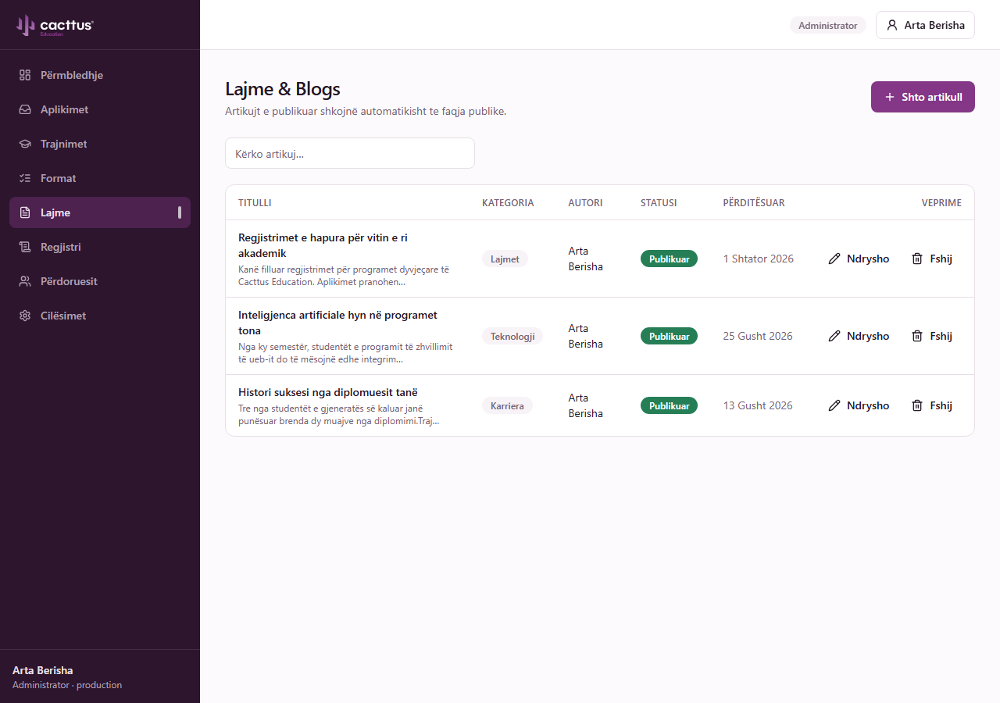 cacttus
Education
Administrator
Arta Berisha
Përmbledhje
Aplikimet
Trajnimet
Format
Lajme
Regjistri
Përdoruesit
Cilësimet
Arta Berisha
Administrator · production
Lajme & Blogs
Artikujt e publikuar shkojnë automatikisht te faqja publike.
Shto artikull
Kërko artikuj...
TITULLI KATEGORIA AUTORI STATUSI PËRDITËSUAR VEPRIME
Regjistrimet e hapura për vitin e ri
akademik
Kanë filluar regjistrimet për programet dyvjeçare të
Cacttus Education. Aplikimet pranohen...
Lajmet
Arta
Berisha
Publikuar
1 Shtator 2026
Ndrysho
Fshij
Inteligjenca artificiale hyn në programet
tona
Nga ky semestër, studentët e programit të zhvillimit
të ueb-it do të mësojnë edhe integrim...
Teknologji
Arta
Berisha
Publikuar
25 Gusht 2026
Ndrysho
Fshij
Histori suksesi nga diplomuesit tanë
Tre nga studentët e gjeneratës së kaluar janë
punësuar brenda dy muajve nga diplomimi.Traj...
Karriera
Arta
Berisha
Publikuar
13 Gusht 2026
Ndrysho
Fshij